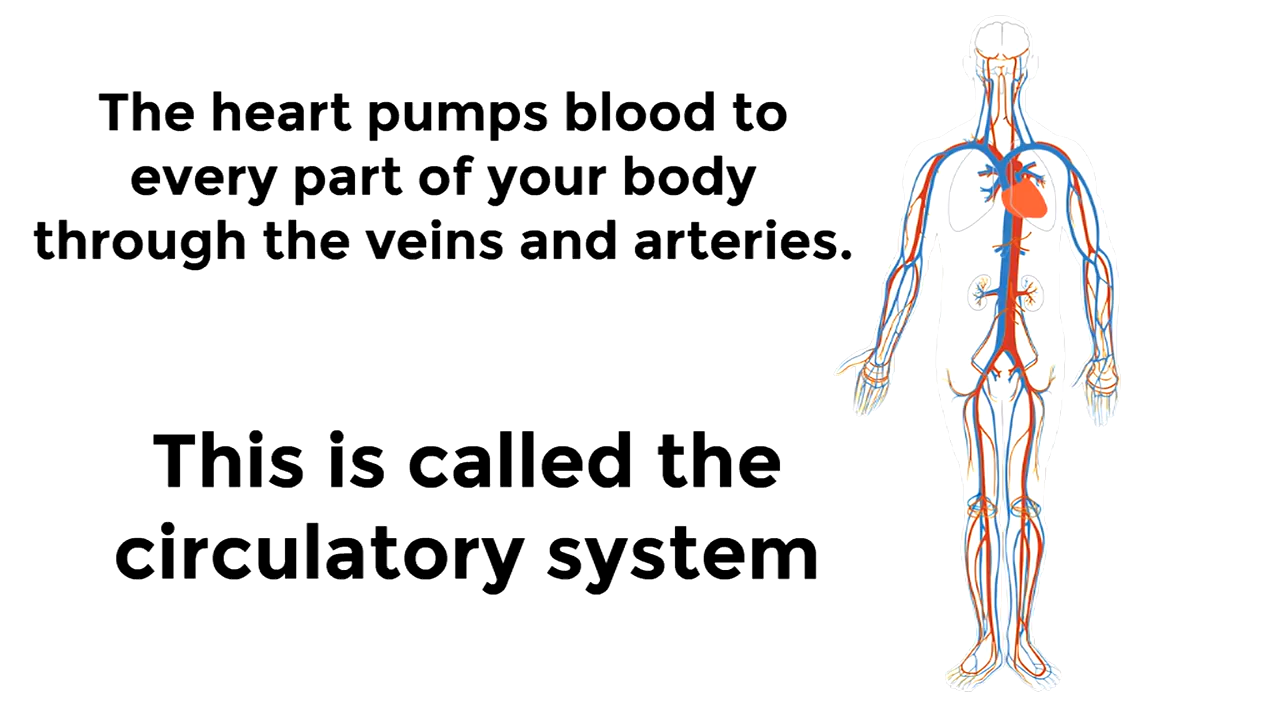 The heart pumps blood to
every part of your body
through the veins and arteries.
This is called the
circulatory system